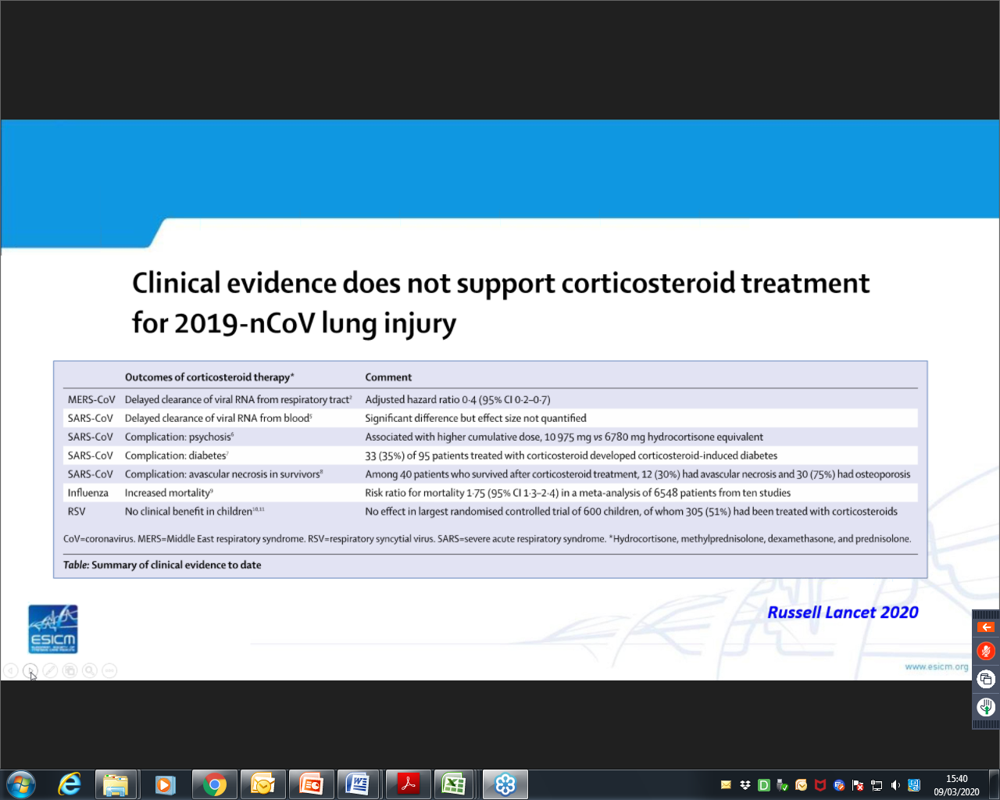 Clinical evidence does not support corticosteroid treatment
for 2019-nCoV lung injury
Outcomes of corticosteroid therapy* Comment
MERS-CoV Delayed clearance of viral RNA from respiratory tract² Adjusted hazard ratio 0·4 (95% CI 0·2–0·7)
SARS-CoV Delayed clearance of viral RNA from blood⁵ Significant difference but effect size not quantified
SARS-CoV Complication: psychosis⁶ Associated with higher cumulative dose, 10 975 mg vs 6780 mg hydrocortisone equivalent
SARS-CoV Complication: diabetes⁷ 33 (35%) of 95 patients treated with corticosteroid developed corticosteroid-induced diabetes
SARS-CoV Complication: avascular necrosis in survivors⁸ Among 40 patients who survived after corticosteroid treatment, 12 (30%) had avascular necrosis and 30 (75%) had osteoporosis
Influenza Increased mortality⁹ Risk ratio for mortality 1·75 (95% CI 1·3–2·4) in a meta-analysis of 6548 patients from ten studies
RSV No clinical benefit in children¹⁰,¹¹ No effect in largest randomised controlled trial of 600 children, of whom 305 (51%) had been treated with corticosteroids
CoV=coronavirus. MERS=Middle East respiratory syndrome. RSV=respiratory syncytial virus. SARS=severe acute respiratory syndrome. *Hydrocortisone, methylprednisolone, dexamethasone, and prednisolone.
Table: Summary of clinical evidence to date
Russell Lancet 2020
ESICM
www.esicm.org
15:40
09/03/2020